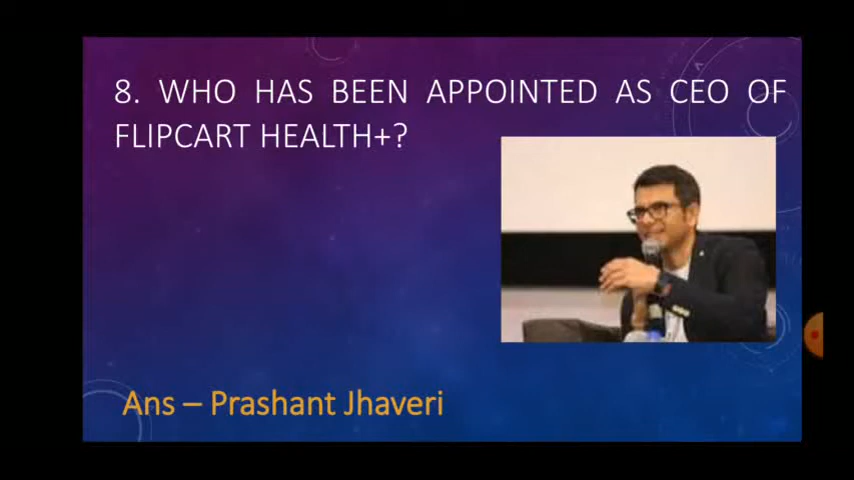 8. WHO HAS BEEN APPOINTED AS CEO OF
FLIPCART HEALTH+?
Ans – Prashant Jhaveri